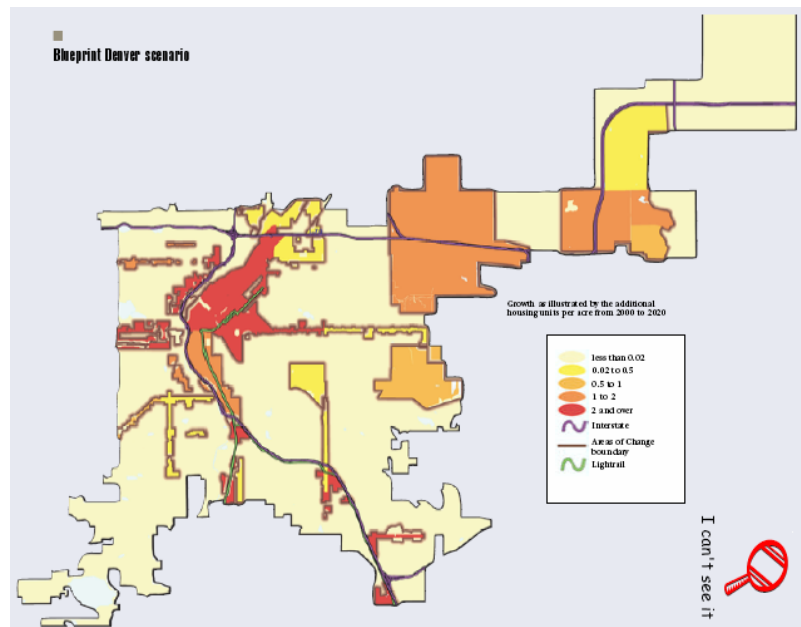 Blueprint Denver scenario
Growth as illustrated by the additional
housing units per acre from 2000 to 2020
less than 0.02
0.02 to 0.5
0.5 to 1
1 to 2
2 and over
Interstate
Areas of Change
boundary
Lightrail
I can't see it